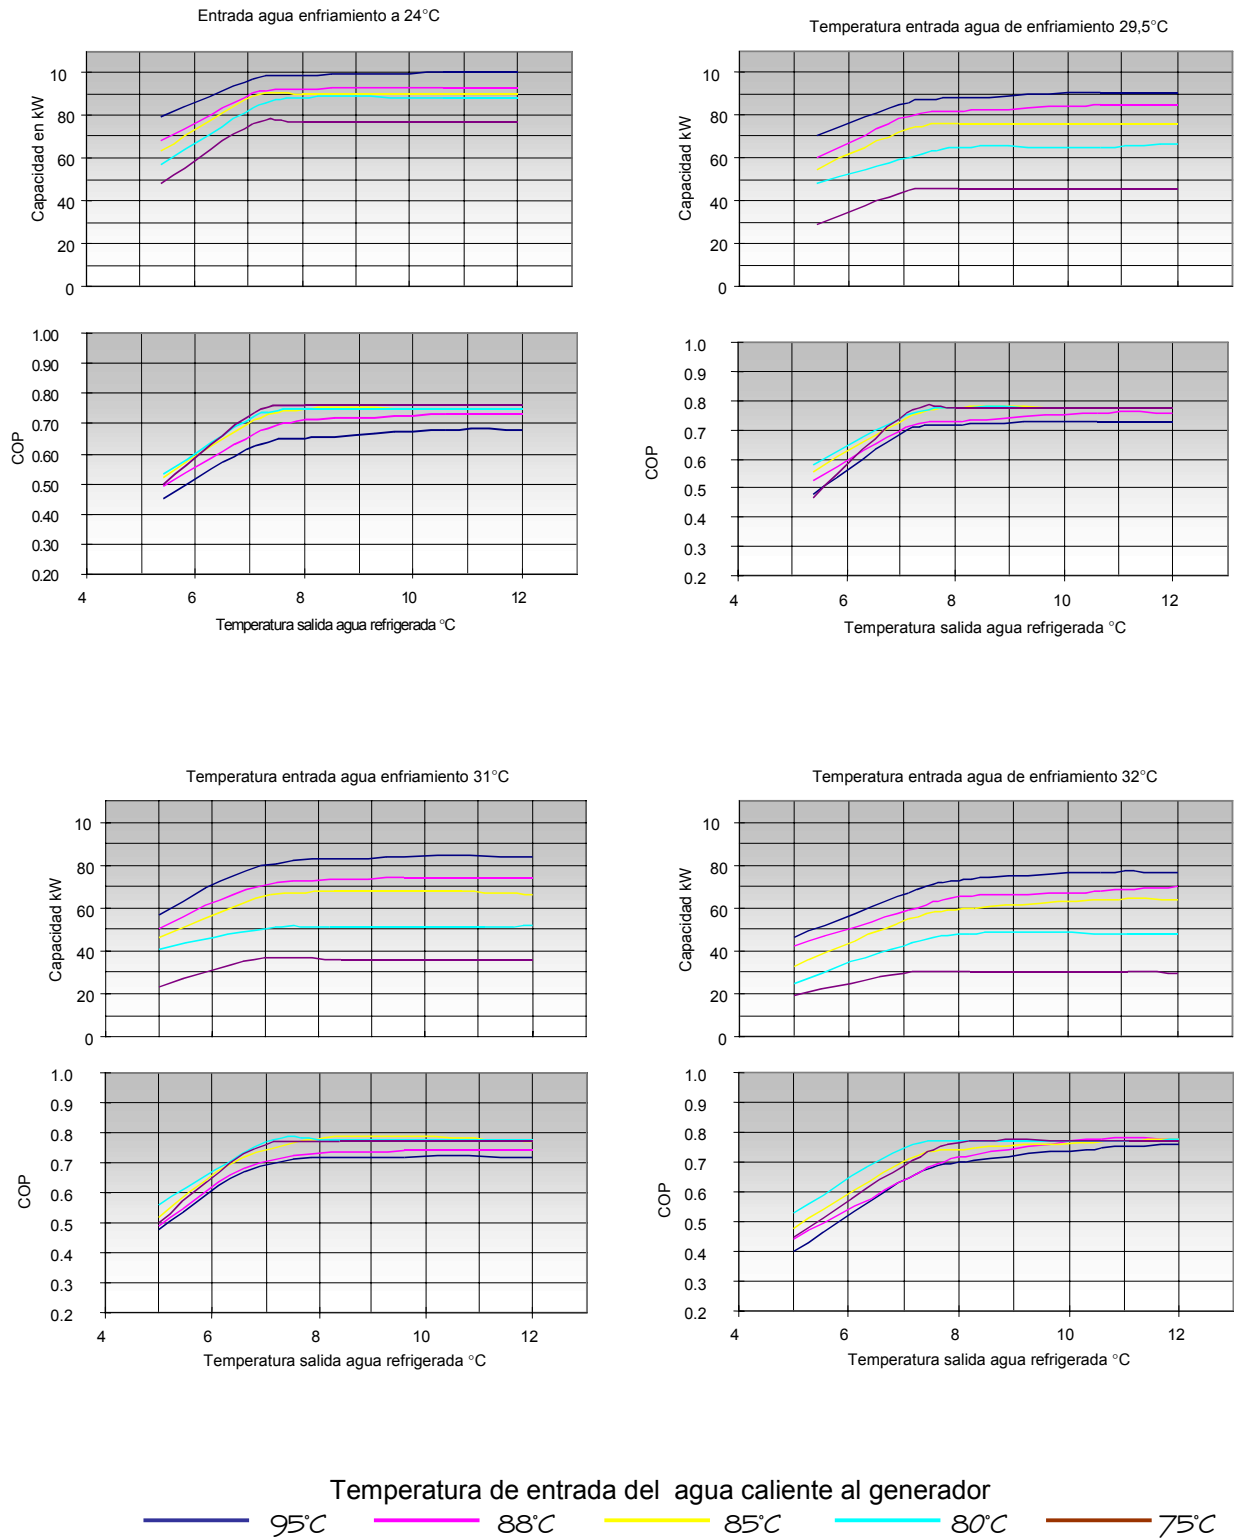 Entrada agua enfriamiento a 24°C
Capacidad en kW
10
80
60
40
20
0
COP
1.00
0.90
0.80
0.70
0.60
0.50
0.40
0.30
0.20
4 6 8 10 12
Temperatura salida agua refrigerada °C
Temperatura entrada agua de enfriamiento 29,5°C
Capacidad kW
10
80
60
40
20
0
COP
1.0
0.9
0.8
0.7
0.6
0.5
0.4
0.3
0.2
4 6 8 10 12
Temperatura salida agua refrigerada °C
Temperatura entrada agua enfriamiento 31°C
Capacidad kW
10
80
60
40
20
0
COP
1.0
0.9
0.8
0.7
0.6
0.5
0.4
0.3
0.2
4 6 8 10 12
Temperatura salida agua refrigerada °C
Temperatura entrada agua de enfriamiento 32°C
Capacidad kW
10
80
60
40
20
0
COP
1.0
0.9
0.8
0.7
0.6
0.5
0.4
0.3
0.2
4 6 8 10 12
Temperatura salida agua refrigerada °C
Temperatura de entrada del agua caliente al generador
95°C 88°C 85°C 80°C 75°C